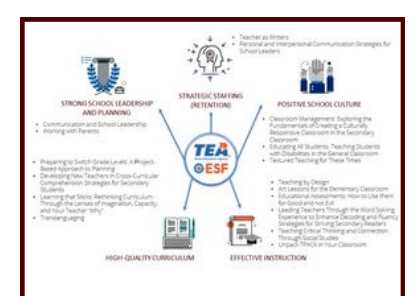 Teacher as Writers
Personal and Interpersonal Communication Strategies for
School Leaders
STRATEGIC STAFFING
(RETENTION)
STRONG SCHOOL LEADERSHIP
AND PLANNING
Communication and School Leadership
Working with Parents
POSITIVE SCHOOL CULTURE
Classroom Management: Exploring the
Fundamentals of Creating a Culturally
Responsive Classroom in the Secondary
Classroom
Educating All Students: Teaching Students
with Disabilities in the General Classroom
Textured Teaching for These Times
TEA
ESF
Preparing to Switch Grade Levels: A Project-
Based Approach to Planning
Developing New Teachers in Cross-Curricular
Comprehension Strategies for Secondary
Students
Learning that Sticks: Rethinking Curriculum
Through the Lenses of Imagination, Capacity,
and Your Teacher "Why"
Translanguaging
HIGH-QUALITY CURRICULUM
Teaching by Design
Art Lessons for the Elementary Classroom
Educational Assessments: How to Use them
for Good and not Evil
Leading Teachers Through the Word Solving
Experience to Enhance Decoding and Fluency
Strategies for Striving Secondary Readers
Teaching Critical Thinking and Connection
Through Social Studies
Unpack TPACK in Your Classroom
EFFECTIVE INSTRUCTION